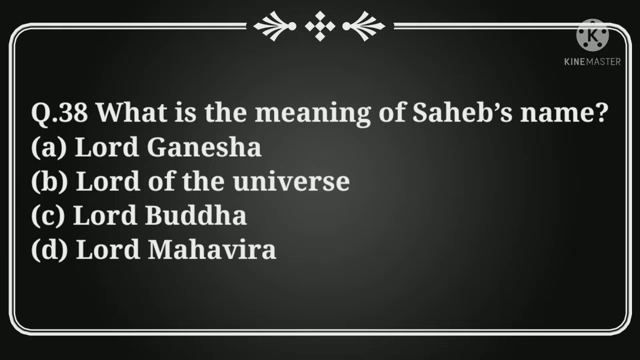 K
KINEMASTER
Q.38 What is the meaning of Saheb’s name?
(a) Lord Ganesha
(b) Lord of the universe
(c) Lord Buddha
(d) Lord Mahavira